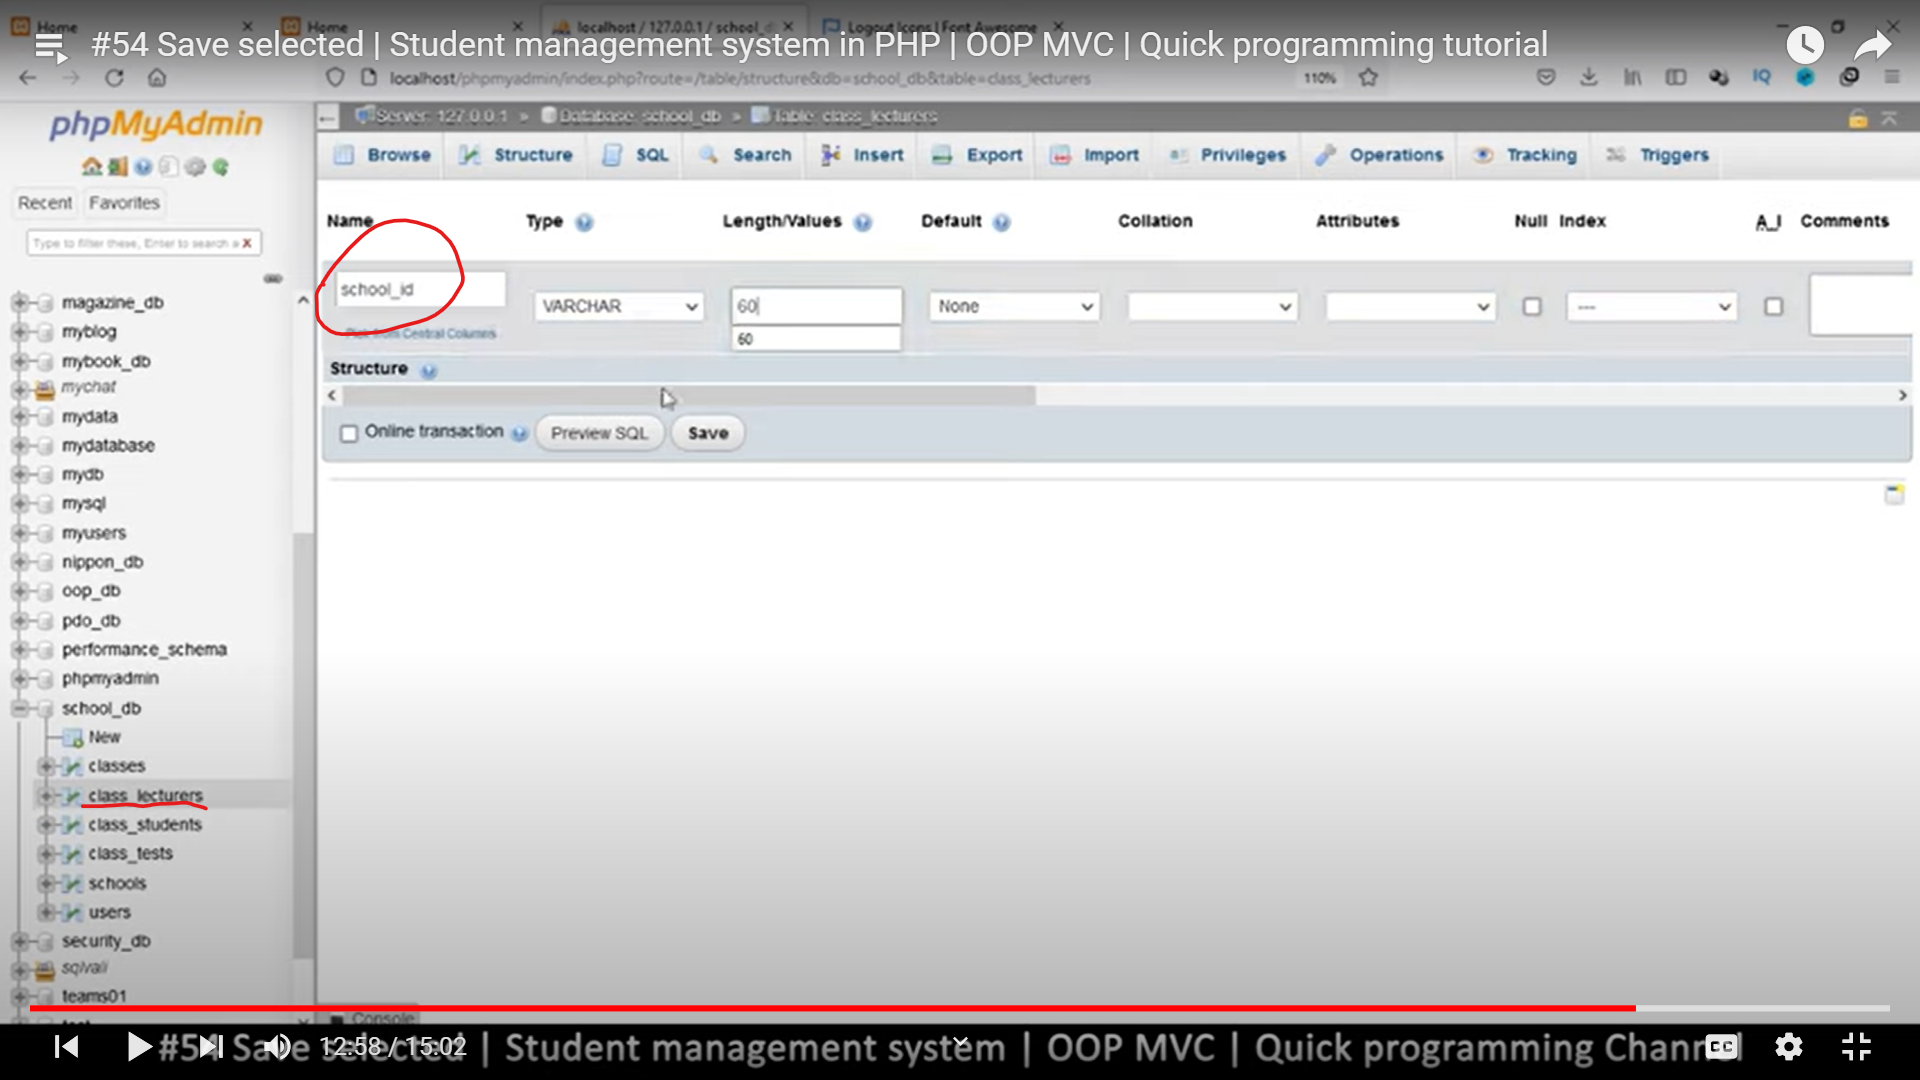 Home
Home
localhost / 127.0.0.1 / school_d
Logout Icons | Font Awesome
#54 Save selected | Student management system in PHP | OOP MVC | Quick programming tutorial
localhost/phpmyadmin/index.php?route=/table/structure&db=school_db&table=class_lecturers
110%
IQ
phpMyAdmin
Server: 127.0.0.1 » Database: school_db » Table: class_lecturers
Browse Structure SQL Search Insert Export Import Privileges Operations Tracking Triggers
Recent Favorites
Type to filter these, Enter to search a X
Name Type Length/Values Default Collation Attributes Null Index A_I Comments
school_id VARCHAR 60 None ---
60
from Central Columns
Structure
Online transaction Preview SQL Save
magazine_db
myblog
mybook_db
mychat
mydata
mydatabase
mydb
mysql
myusers
nippon_db
oop_db
pdo_db
performance_schema
phpmyadmin
school_db
New
classes
class_lecturers
class_students
class_tests
schools
users
security_db
sqlvali
teams01
Console
#54 Save selected | Student management system | OOP MVC | Quick programming Channel
12:58 / 15:02
CC